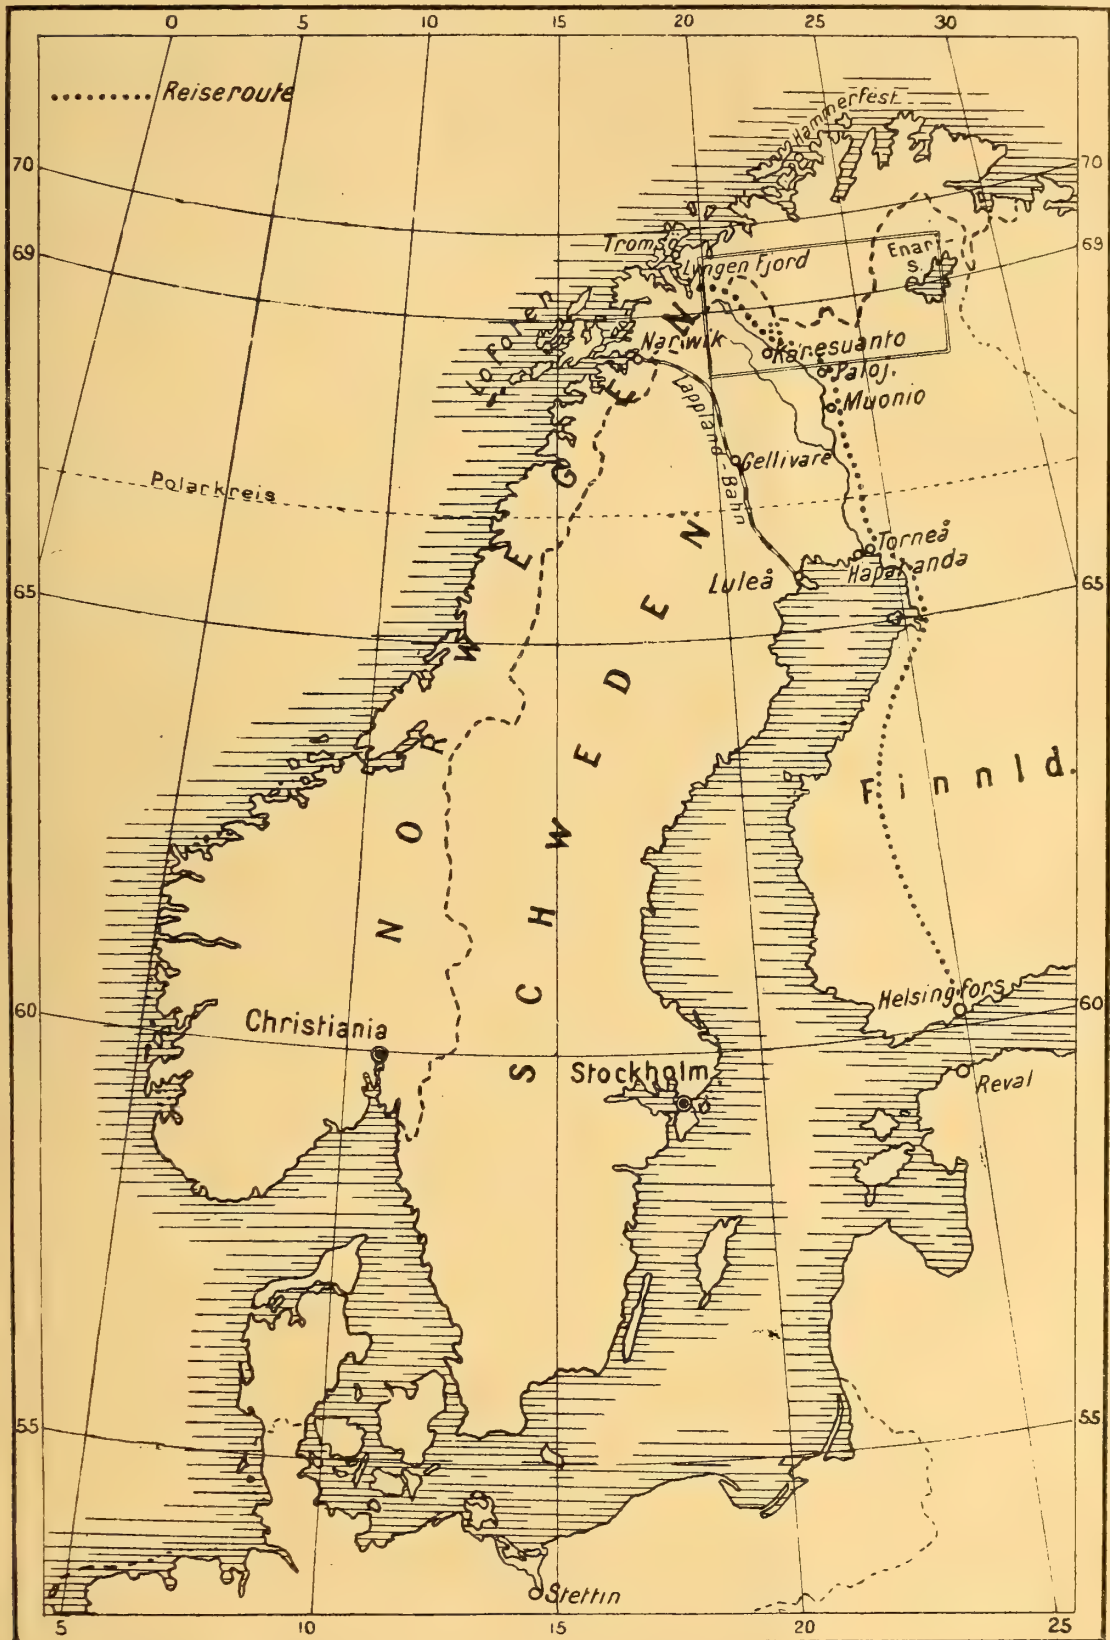 0 5 10 15 20 25 30
Reiseroute
Hammerfest
70 70
Tromsö
69 69
Enar-
s.
Lyngen Fjord
Lofoten
Narwik
Karesuanto
Paloj.
Muonio
Lappland-Bahn
Gellivare
Polarkreis
Torneå
Haparanda
Luleå
65 65
NORWEGEN
SCHWEDEN
Finnld.
Helsingfors
60 60
Christiania
Stockholm
Reval
55 55
Stettin
5 10 15 20 25